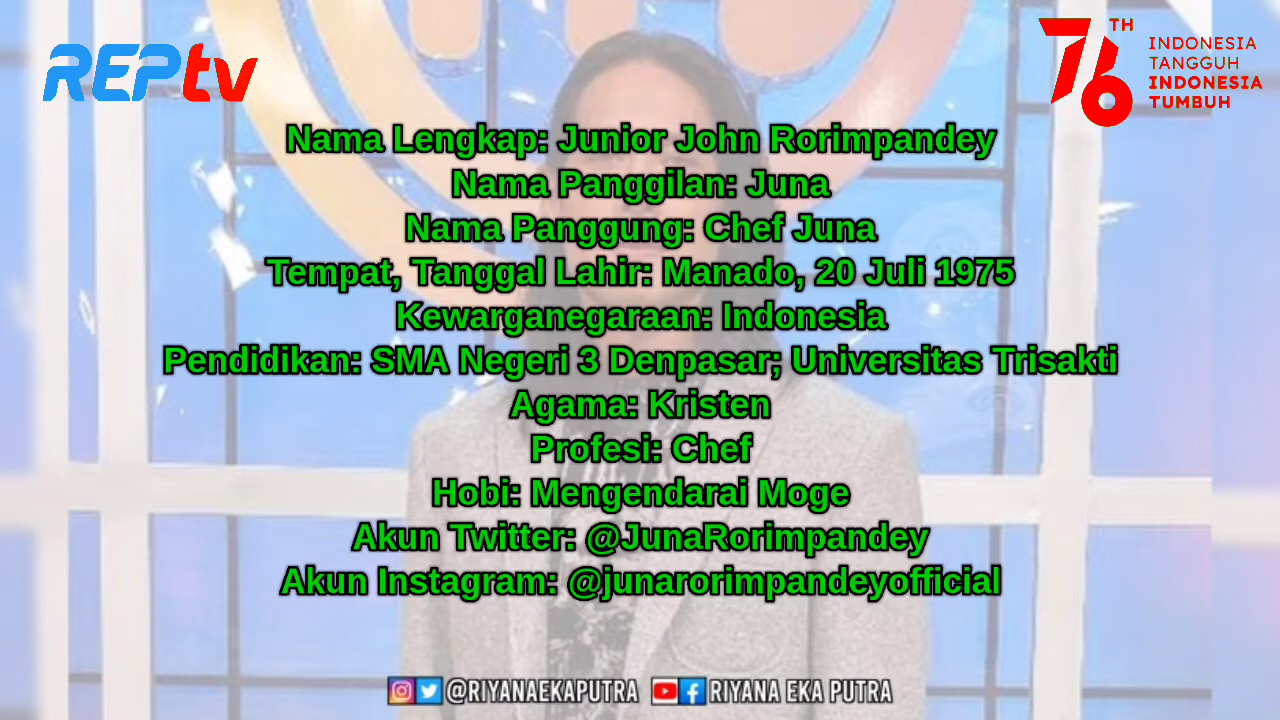 REPtv
76TH
INDONESIA
TANGGUH
INDONESIA
TUMBUH
Nama Lengkap: Junior John Rorimpandey
Nama Panggilan: Juna
Nama Panggung: Chef Juna
Tempat, Tanggal Lahir: Manado, 20 Juli 1975
Kewarganegaraan: Indonesia
Pendidikan: SMA Negeri 3 Denpasar; Universitas Trisakti
Agama: Kristen
Profesi: Chef
Hobi: Mengendarai Moge
Akun Twitter: @JunaRorimpandey
Akun Instagram: @junarorimpandeyofficial
@RIYANAEKAPUTRA RIYANA EKA PUTRA